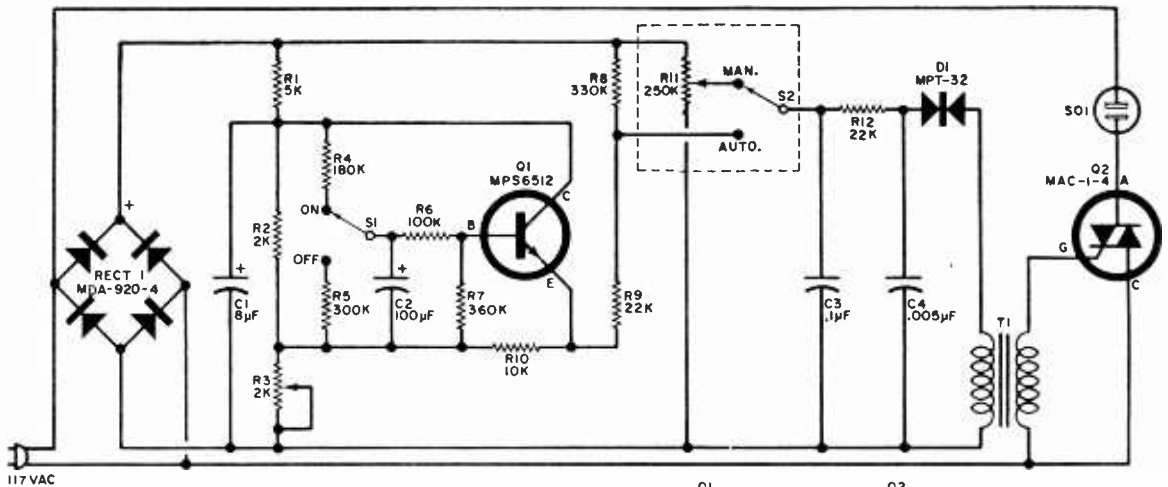 R1
5K
R4
180K
ON
OFF
S1
R2
2K
R6
100K
Q1
MPS6512
B
C
E
R8
330K
R11
250K
MAN.
AUTO.
S2
R12
22K
D1
MPT-32
SO1
Q2
MAC-1-4
A
G
C
+
RECT 1
MDA-920-4
+
C1
8µF
R5
300K
+
C2
100µF
R7
360K
R10
10K
R9
22K
C3
.1µF
C4
.005µF
T1
R3
2K
117 VAC
Q1
Q2